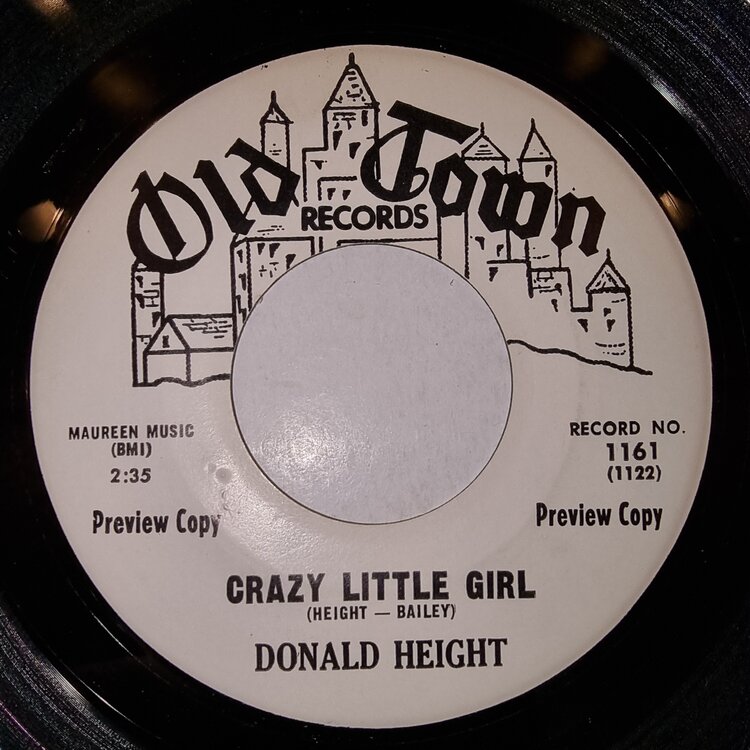 Old Town
RECORDS
MAUREEN MUSIC
(BMI)
2:35
Preview Copy
RECORD NO.
1161
(1122)
Preview Copy
CRAZY LITTLE GIRL
(HEIGHT — BAILEY)
DONALD HEIGHT